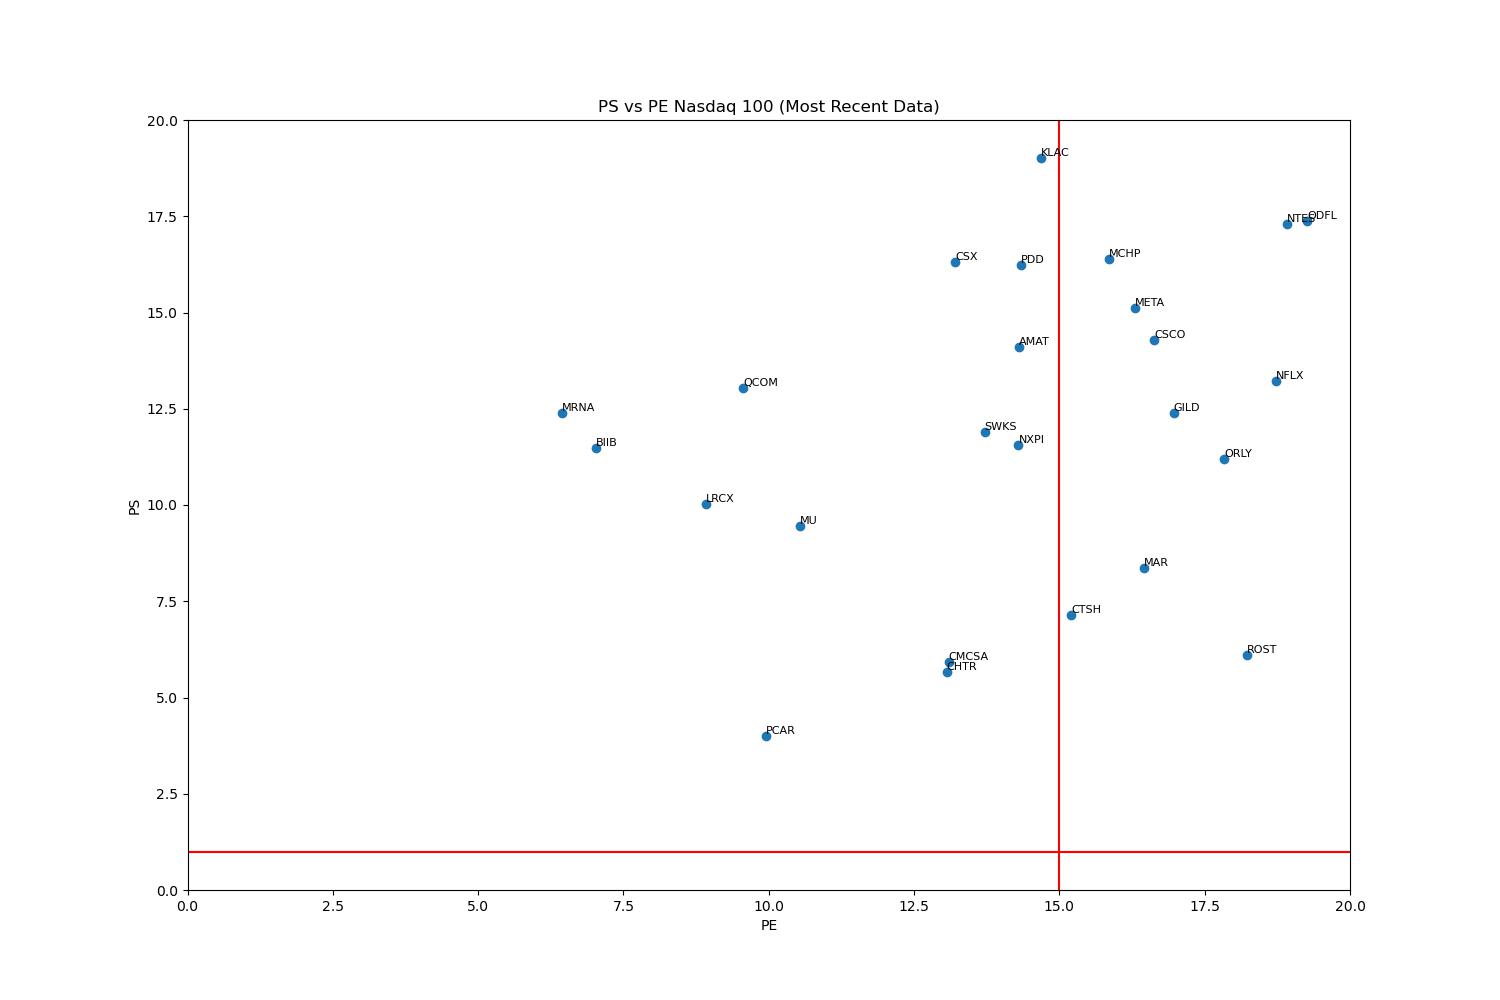 PS vs PE Nasdaq 100 (Most Recent Data)
20.0
KLAC
17.5
NTES
ODFL
CSX
PDD
MCHP
15.0
META
CSCO
AMAT
QCOM
NFLX
12.5
MRNA
GILD
BIIB
SWKS
NXPI
ORLY
PS
10.0
LRCX
MU
MAR
7.5
CTSH
CMCSA
CHTR
ROST
5.0
PCAR
2.5
0.0
0.0 2.5 5.0 7.5 10.0 12.5 15.0 17.5 20.0
PE